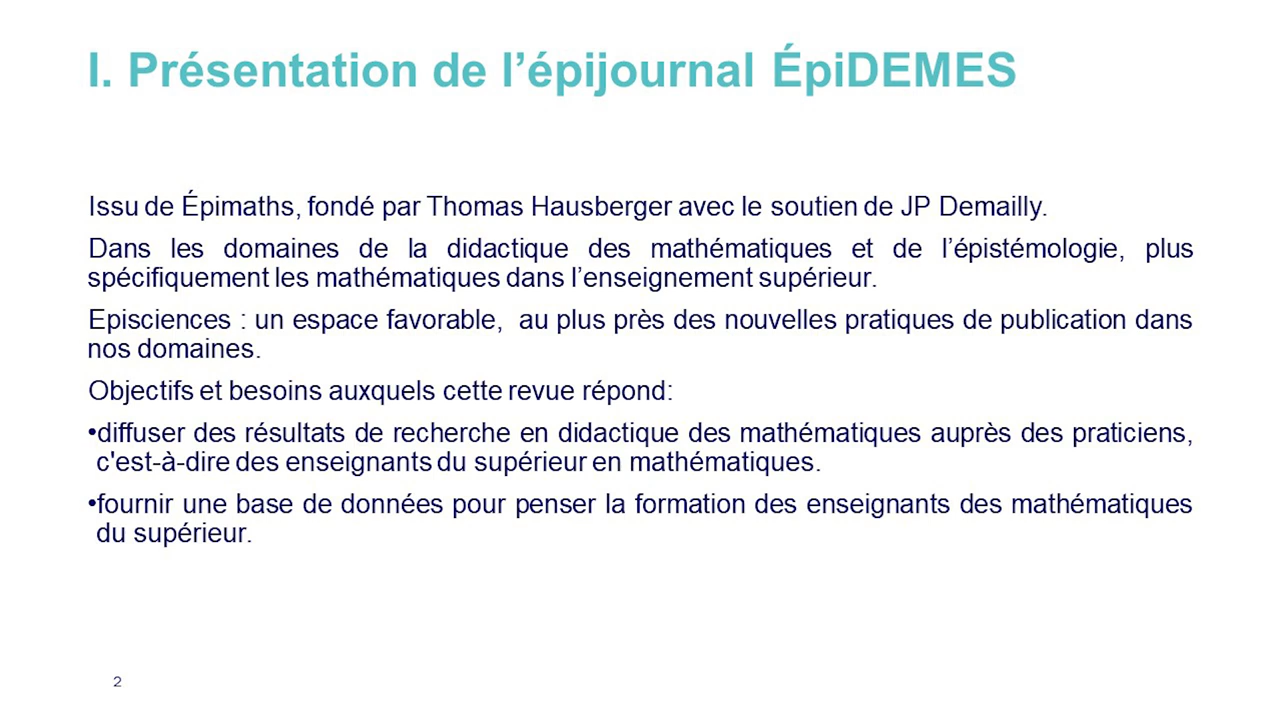 I. Présentation de l’épijournal ÉpiDEMES
Issu de Épimaths, fondé par Thomas Hausberger avec le soutien de JP Demailly.
Dans les domaines de la didactique des mathématiques et de l’épistémologie, plus
spécifiquement les mathématiques dans l’enseignement supérieur.
Episciences : un espace favorable,  au plus près des nouvelles pratiques de publication dans
nos domaines.
Objectifs et besoins auxquels cette revue répond:
•diffuser des résultats de recherche en didactique des mathématiques auprès des praticiens,
c'est-à-dire des enseignants du supérieur en mathématiques.
•fournir une base de données pour penser la formation des enseignants des mathématiques
du supérieur.
2